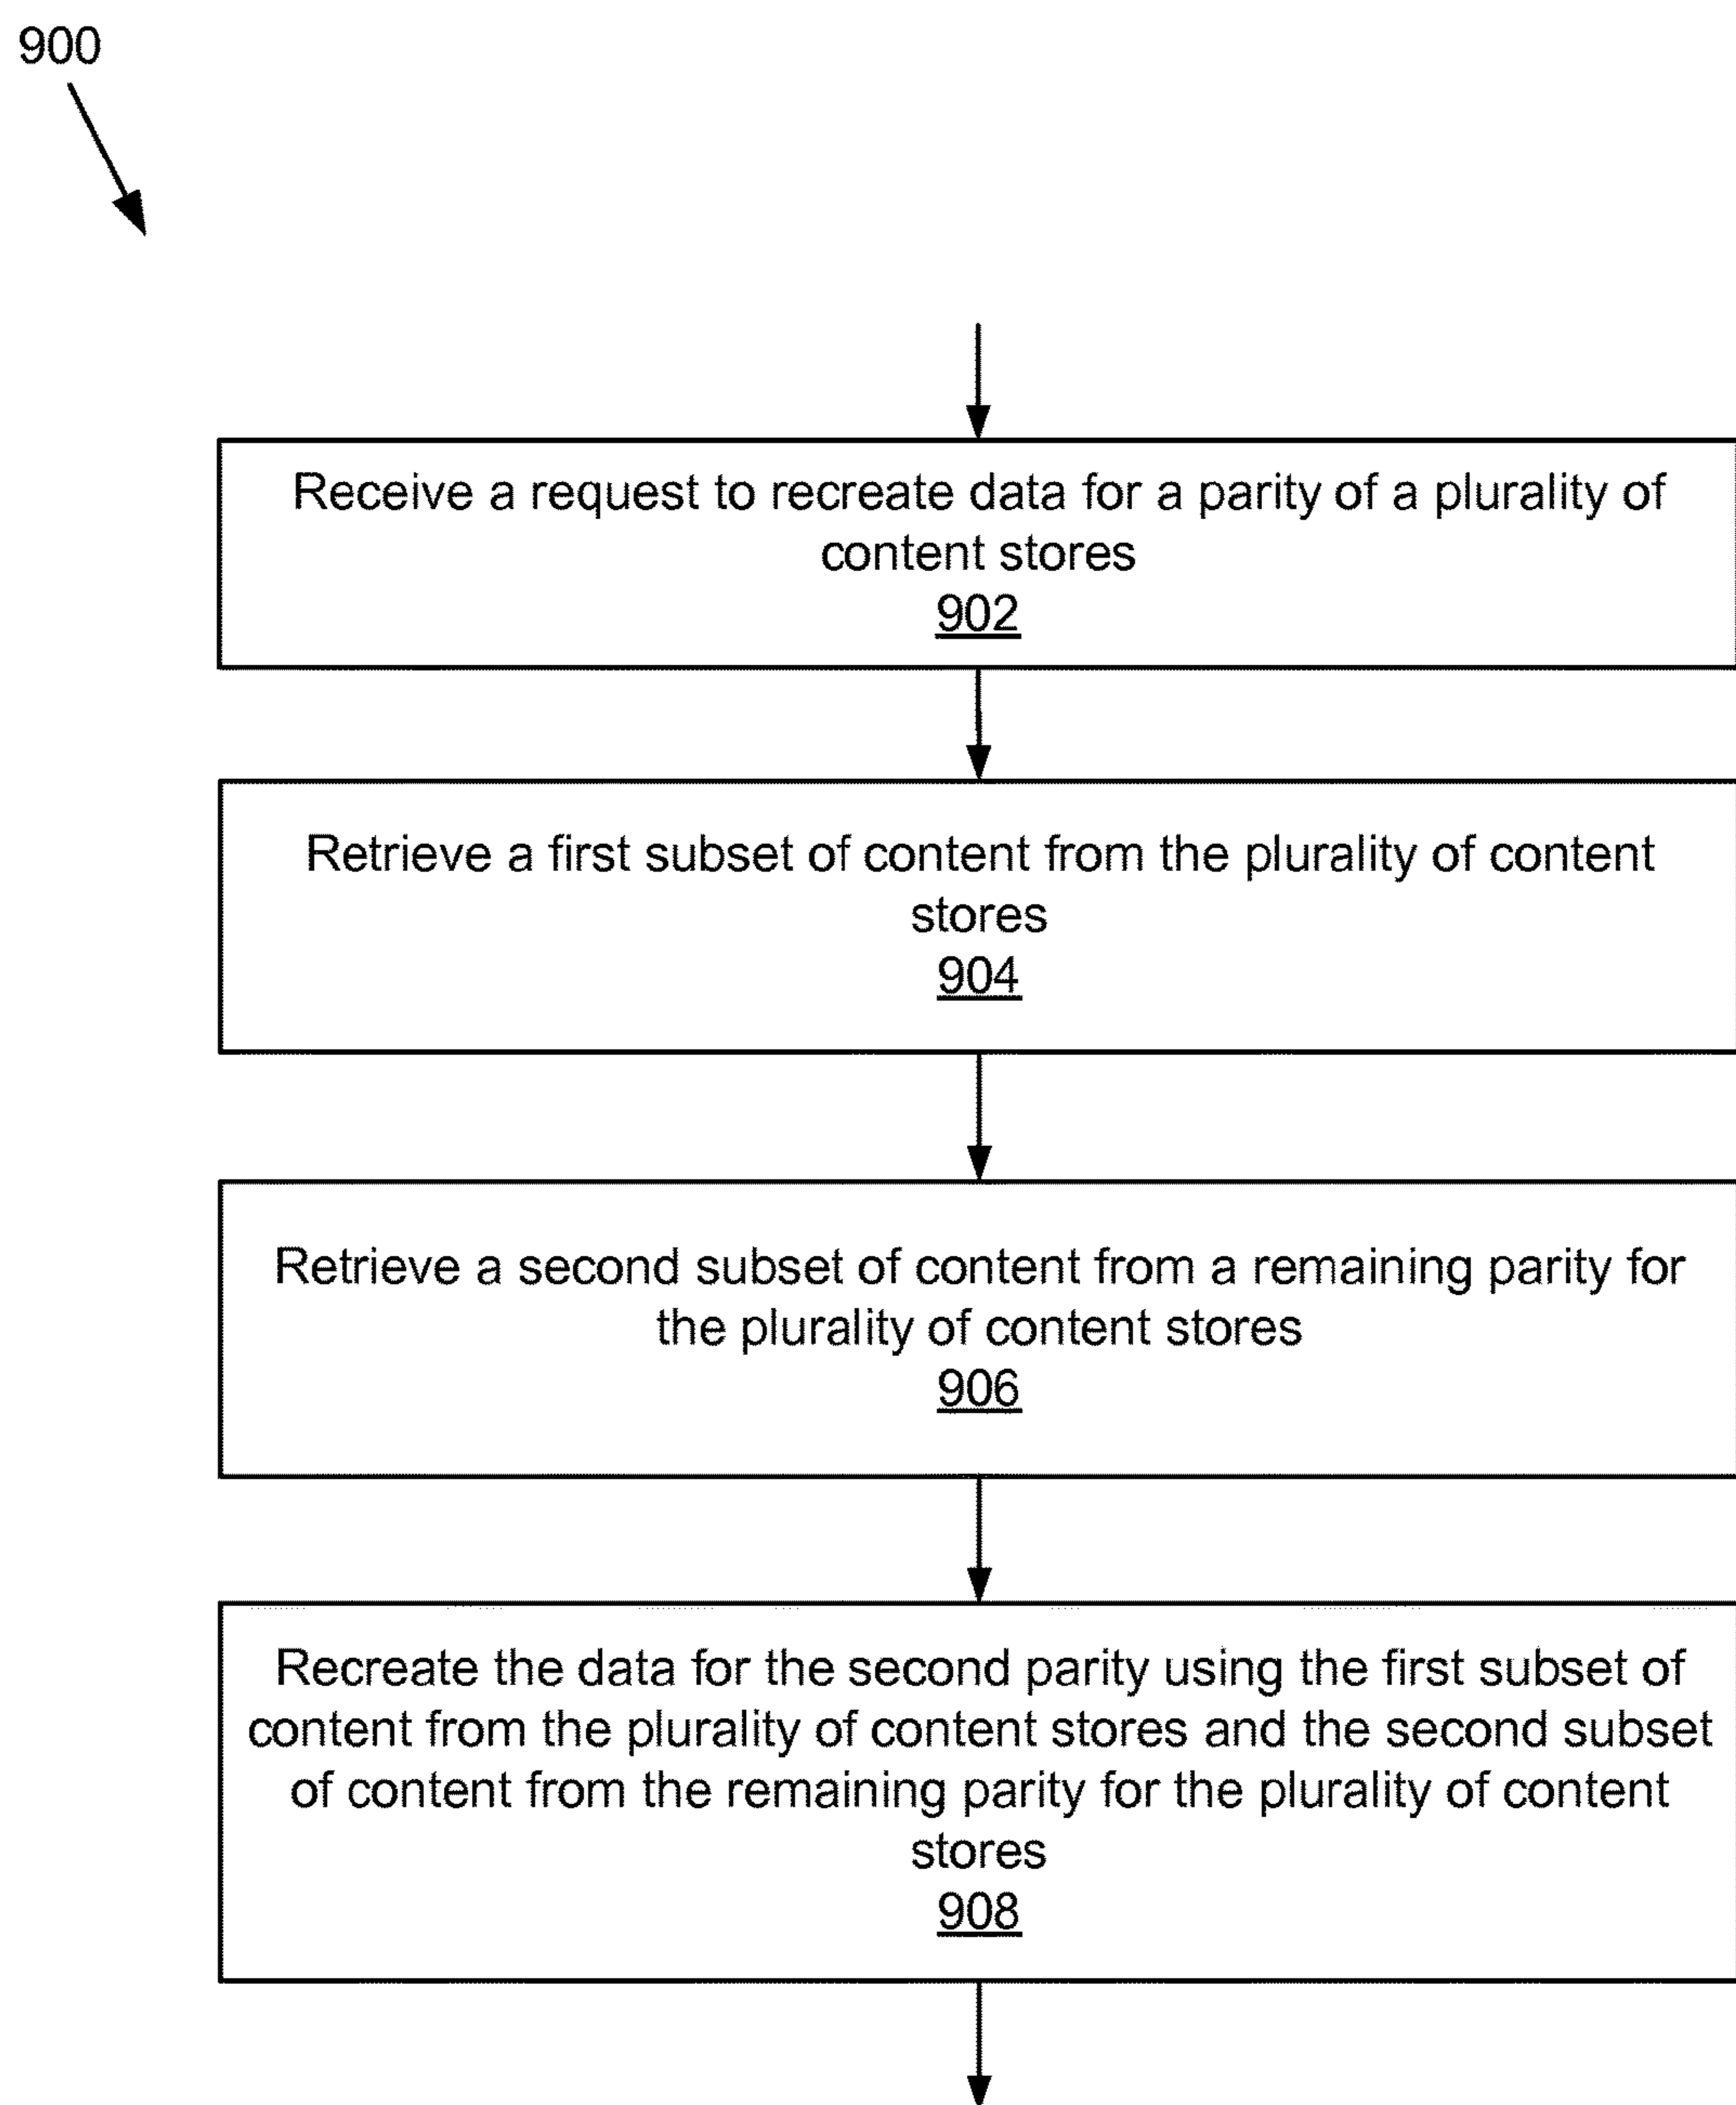 900
Receive a request to recreate data for a parity of a plurality of
content stores
902
Retrieve a first subset of content from the plurality of content
stores
904
Retrieve a second subset of content from a remaining parity for
the plurality of content stores
906
Recreate the data for the second parity using the first subset of
content from the plurality of content stores and the second subset
of content from the remaining parity for the plurality of content
stores
908